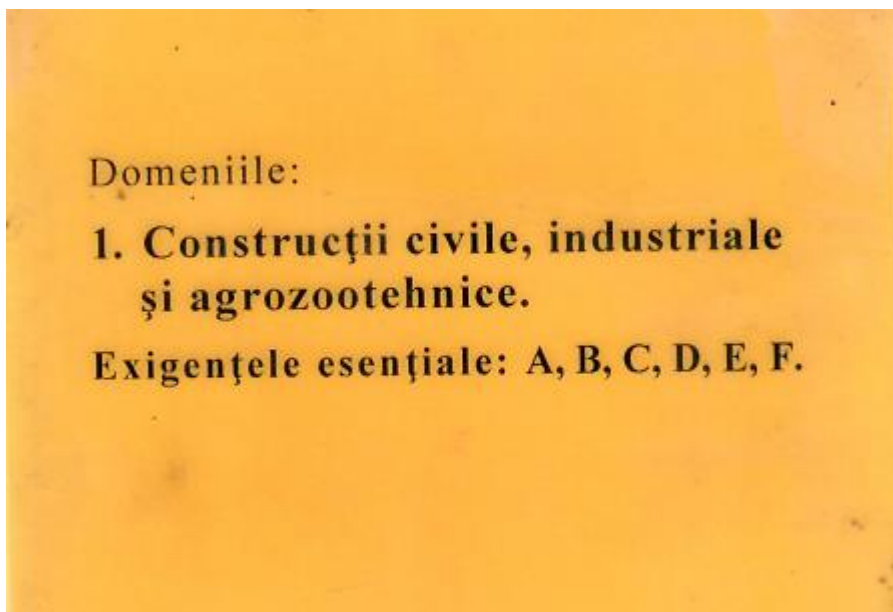 Domeniile:
1. Construcţii civile, industriale
şi agrozootehnice.
Exigenţele esenţiale: A, B, C, D, E, F.